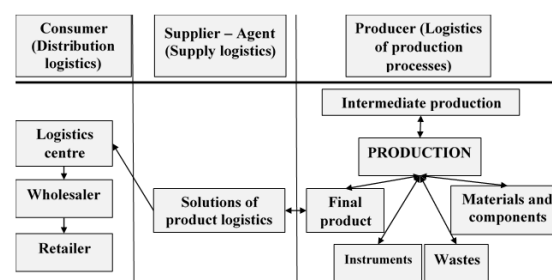 Consumer
(Distribution
logistics)
Supplier – Agent
(Supply logistics)
Producer (Logistics
of production
processes)
Intermediate production
Logistics
centre
PRODUCTION
Wholesaler
Solutions of
product logistics
Final
product
Materials and
components
Retailer
Instruments
Wastes